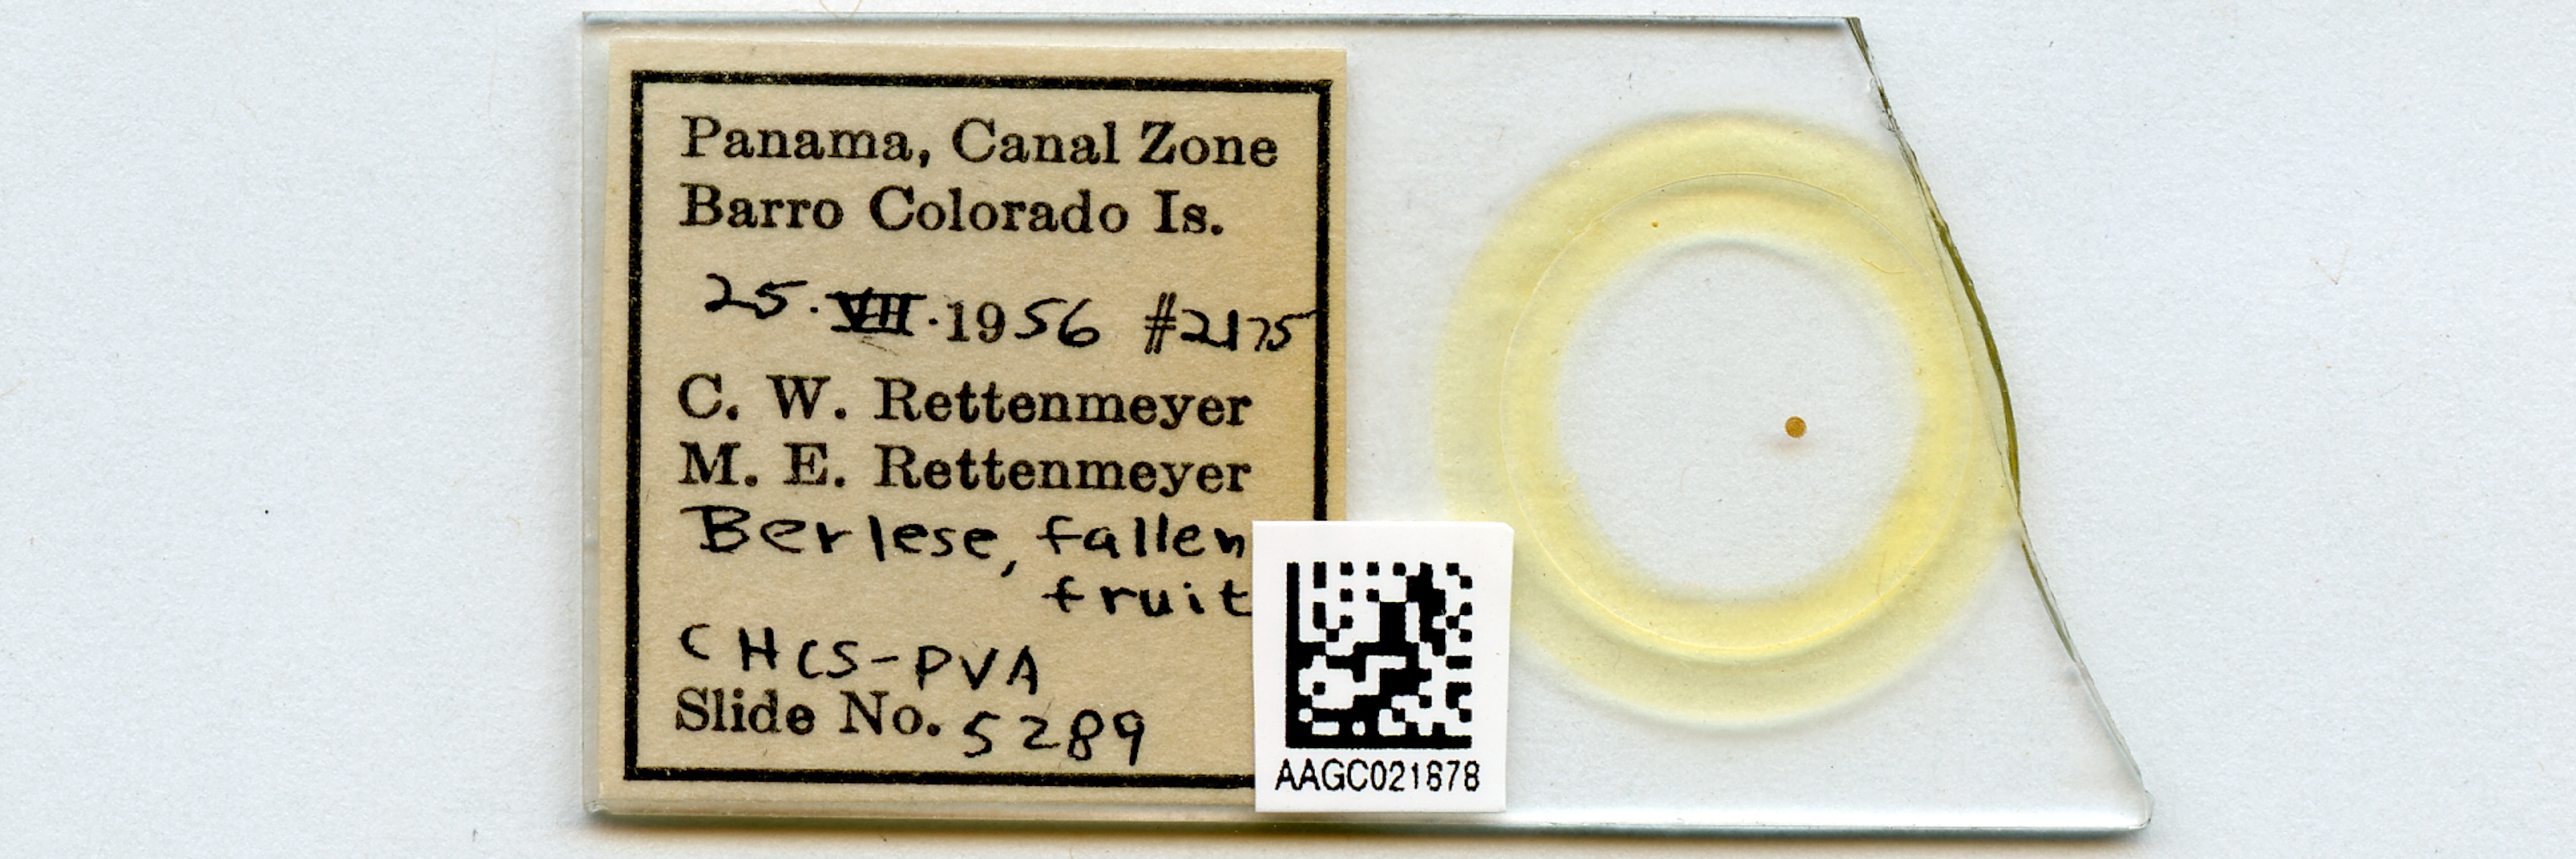 Panama, Canal Zone
Barro Colorado Is.
25.VII.1956 #2175
C. W. Rettenmeyer
M. E. Rettenmeyer
Berlese, fallen
fruit
CHCS-PVA
Slide No. 5289
AAGC021678